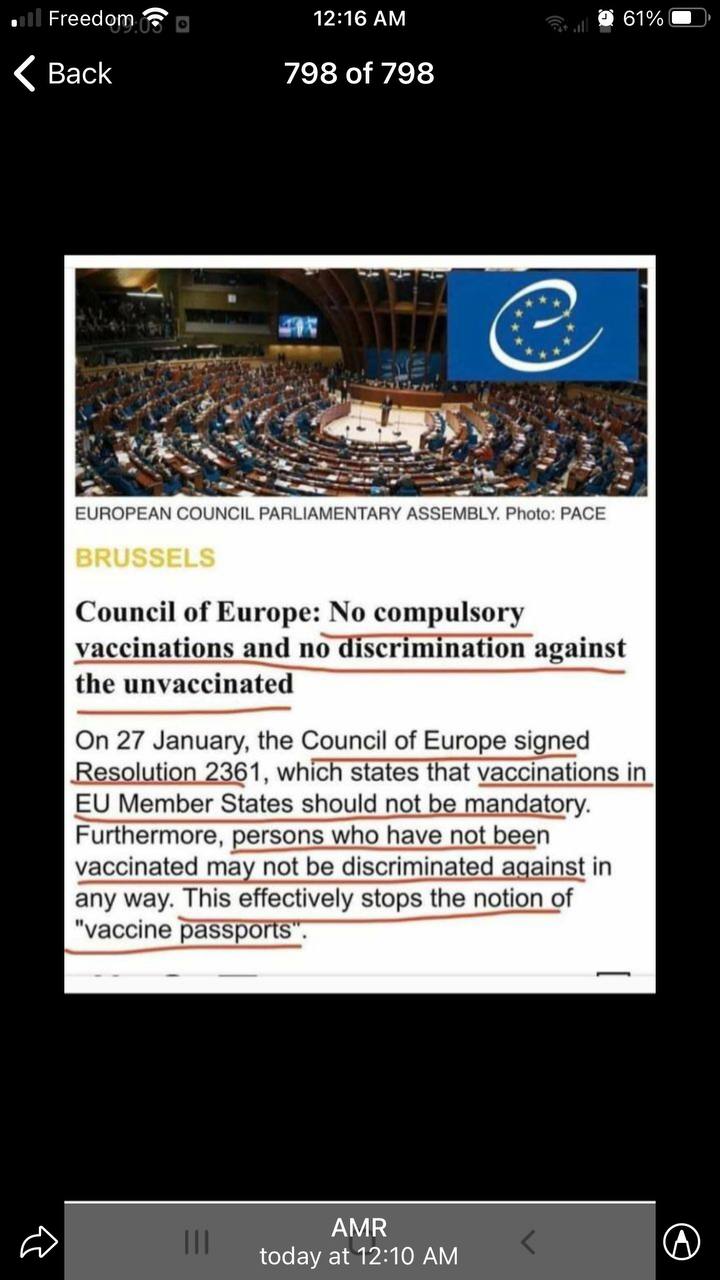 Freedom
09:03
12:16 AM
61%
Back
798 of 798
EUROPEAN COUNCIL PARLIAMENTARY ASSEMBLY. Photo: PACE
BRUSSELS
Council of Europe: No compulsory
vaccinations and no discrimination against
the unvaccinated
On 27 January, the Council of Europe signed
Resolution 2361, which states that vaccinations in
EU Member States should not be mandatory.
Furthermore, persons who have not been
vaccinated may not be discriminated against in
any way. This effectively stops the notion of
"vaccine passports".
AMR
today at 12:10 AM